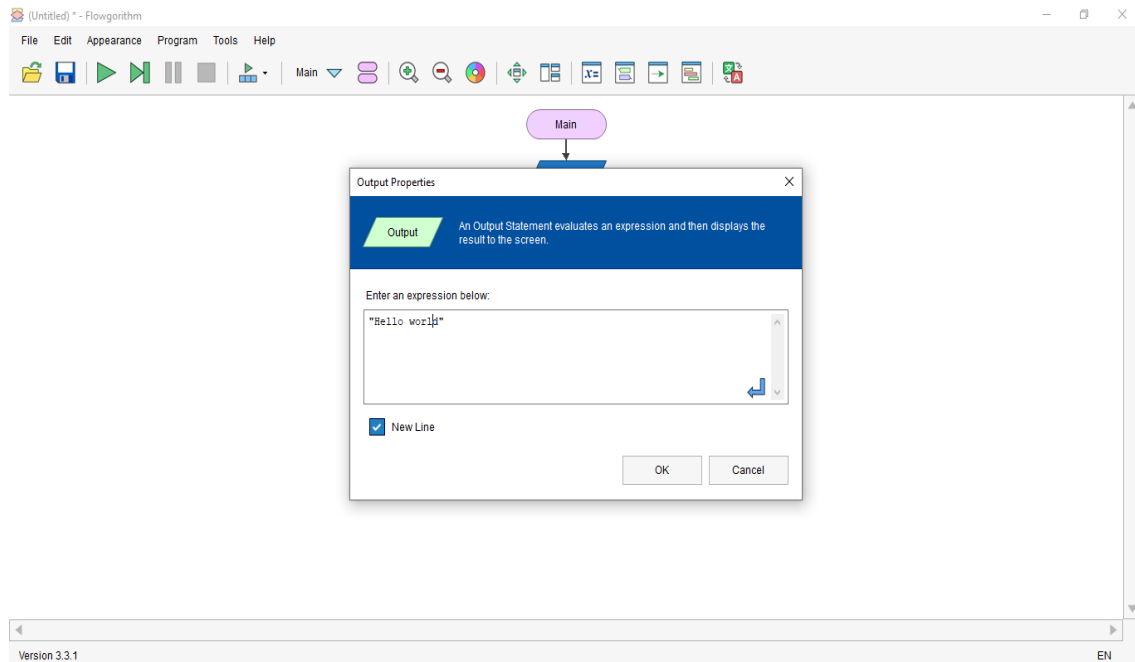 (Untitled) * - Flowgorithm
File Edit Appearance Program Tools Help
Main
x=
文 A
Main
Output Properties
Output
An Output Statement evaluates an expression and then displays the
result to the screen.
Enter an expression below:
"Hello world"
New Line
OK Cancel
Version 3.3.1 EN